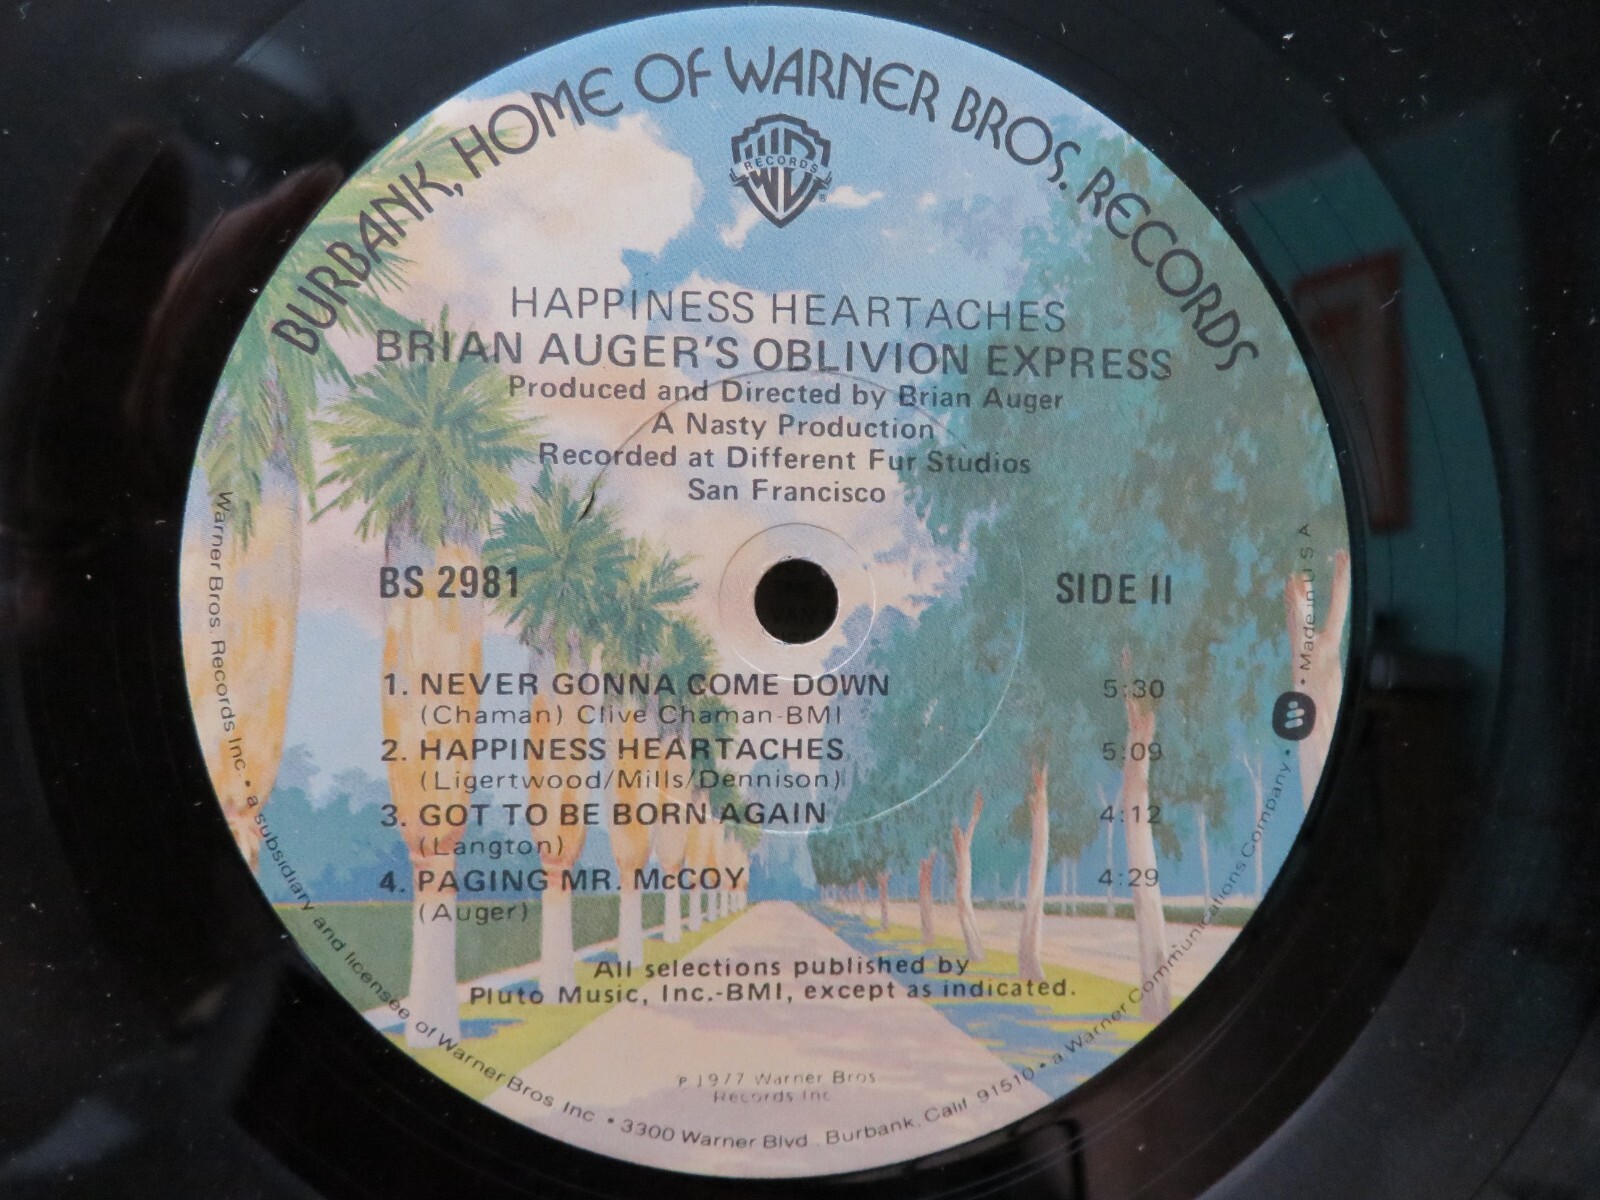 BURBANK, HOME OF WARNER BROS. RECORDS
RECORDS
HAPPINESS HEARTACHES
BRIAN AUGER'S OBLIVION EXPRESS
Produced and Directed by Brian Auger
A Nasty Production
Recorded at Different Fur Studios
San Francisco
BS 2981
SIDE II
1. NEVER GONNA COME DOWN 5:30
(Chaman) Clive Chaman-BMI
2. HAPPINESS HEARTACHES 5:09
(Ligertwood/Mills/Dennison)
3. GOT TO BE BORN AGAIN 4:12
(Langton)
4. PAGING MR. McCOY 4:29
(Auger)
All selections published by
Pluto Music, Inc.-BMI, except as indicated.
℗ 1977 Warner Bros.
Records Inc.
Warner Bros. Records Inc. • a subsidiary and licensee of Warner Bros. Inc. • 3300 Warner Blvd., Burbank, Calif. 91510 • a Warner Communications Company • Made in U.S.A.